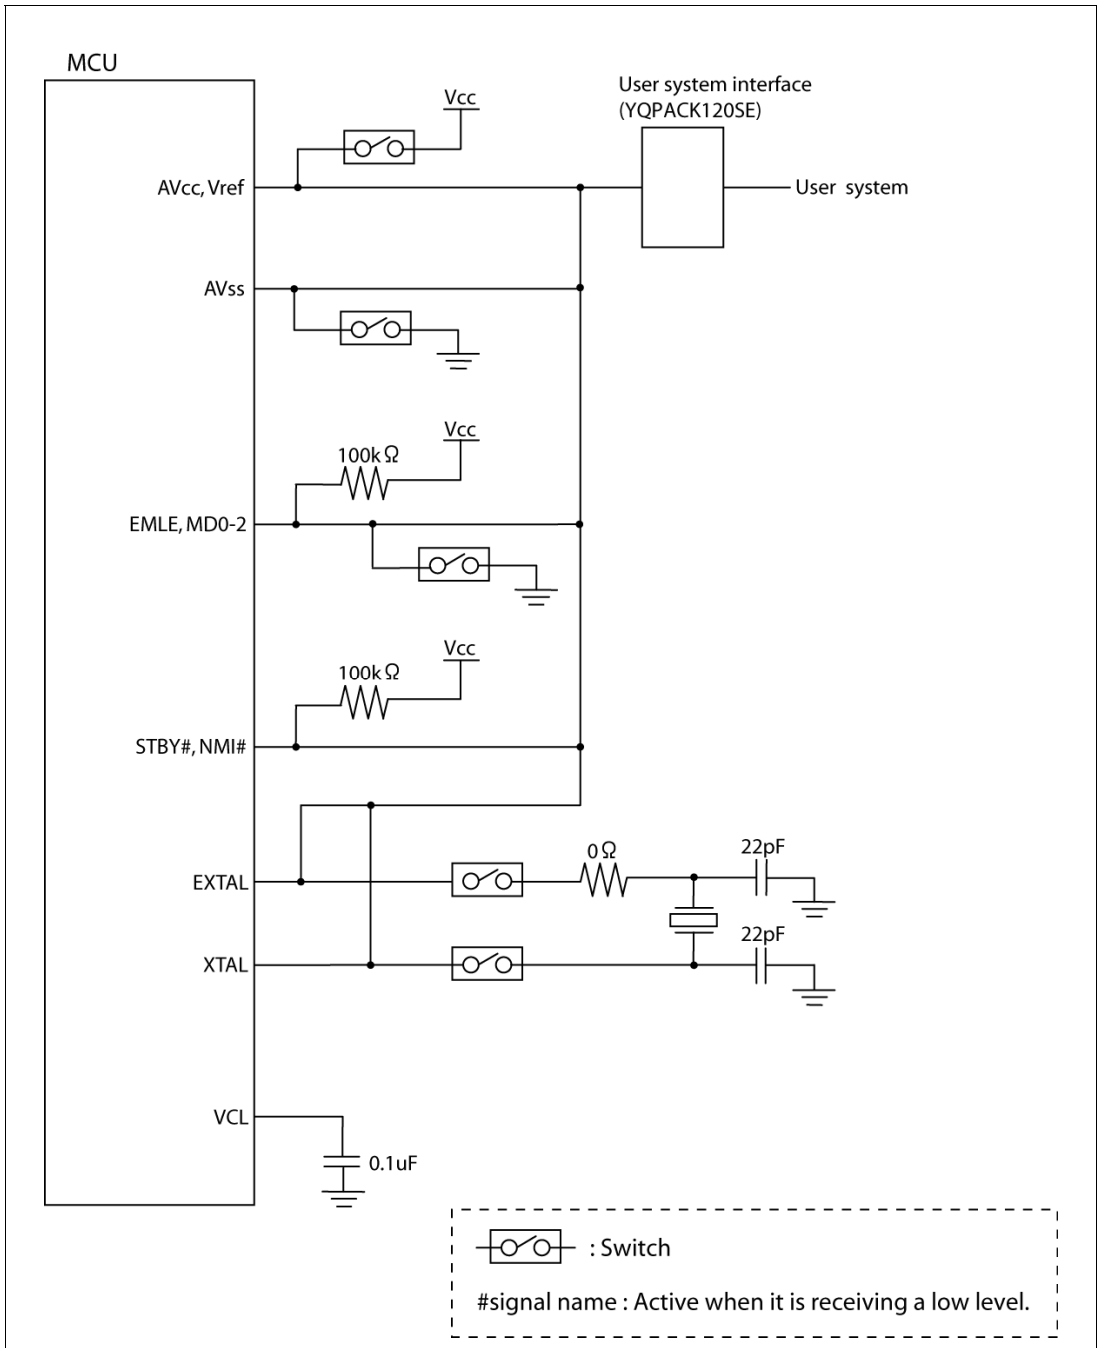 MCU
User system interface
(YQPACK120SE)
Vcc
AVcc, Vref
User system
AVss
Vcc
100kΩ
EMLE, MD0-2
Vcc
100kΩ
STBY#, NMI#
0Ω
22pF
EXTAL
22pF
XTAL
VCL
0.1uF
: Switch
#signal name : Active when it is receiving a low level.